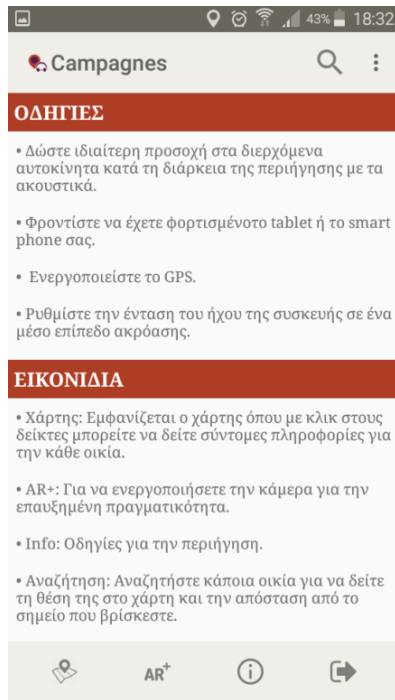 43% 18:32
Campagnes
ΟΔΗΓΙΕΣ
• Δώστε ιδιαίτερη προσοχή στα διερχόμενα
αυτοκίνητα κατά τη διάρκεια της περιήγησης με τα
ακουστικά.
• Φροντίστε να έχετε φορτισμένοτο tablet ή το smart
phone σας.
• Ενεργοποιείστε το GPS.
• Ρυθμίστε την ένταση του ήχου της συσκευής σε ένα
μέσο επίπεδο ακρόασης.
ΕΙΚΟΝΙΔΙΑ
• Χάρτης: Εμφανίζεται ο χάρτης όπου με κλικ στους
δείκτες μπορείτε να δείτε σύντομες πληροφορίες για
την κάθε οικία.
• AR+: Για να ενεργοποιήσετε την κάμερα για την
επαυξημένη πραγματικότητα.
• Info: Οδηγίες για την περιήγηση.
• Αναζήτηση: Αναζητήστε κάποια οικία για να δείτε
τη θέση της στο χάρτη και την απόσταση από το
σημείο που βρίσκεστε.
AR+